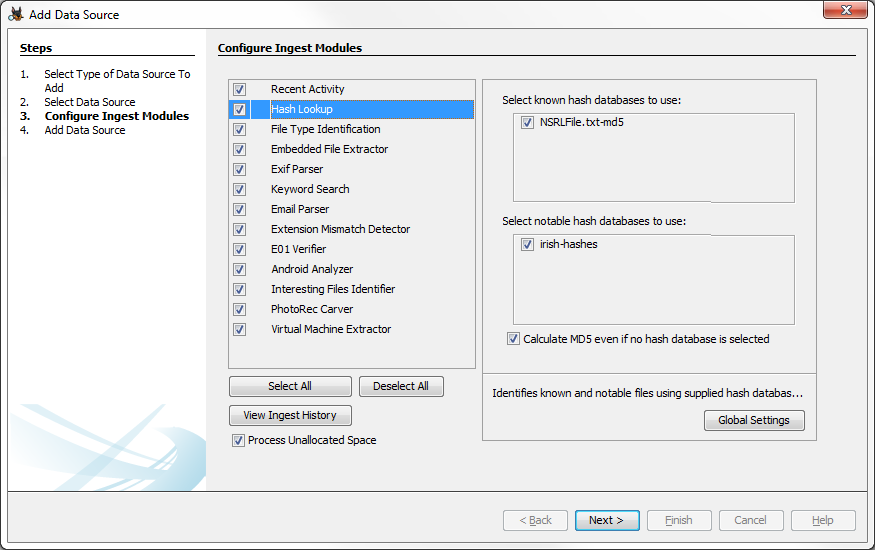 Add Data Source
Steps
1. Select Type of Data Source To
Add
2. Select Data Source
3. Configure Ingest Modules
4. Add Data Source
Configure Ingest Modules
Recent Activity
Hash Lookup
File Type Identification
Embedded File Extractor
Exif Parser
Keyword Search
Email Parser
Extension Mismatch Detector
E01 Verifier
Android Analyzer
Interesting Files Identifier
PhotoRec Carver
Virtual Machine Extractor
Select All Deselect All
View Ingest History
Process Unallocated Space
Select known hash databases to use:
NSRLFile.txt-md5
Select notable hash databases to use:
irish-hashes
Calculate MD5 even if no hash database is selected
Identifies known and notable files using supplied hash databas...
Global Settings
< Back Next > Finish Cancel Help